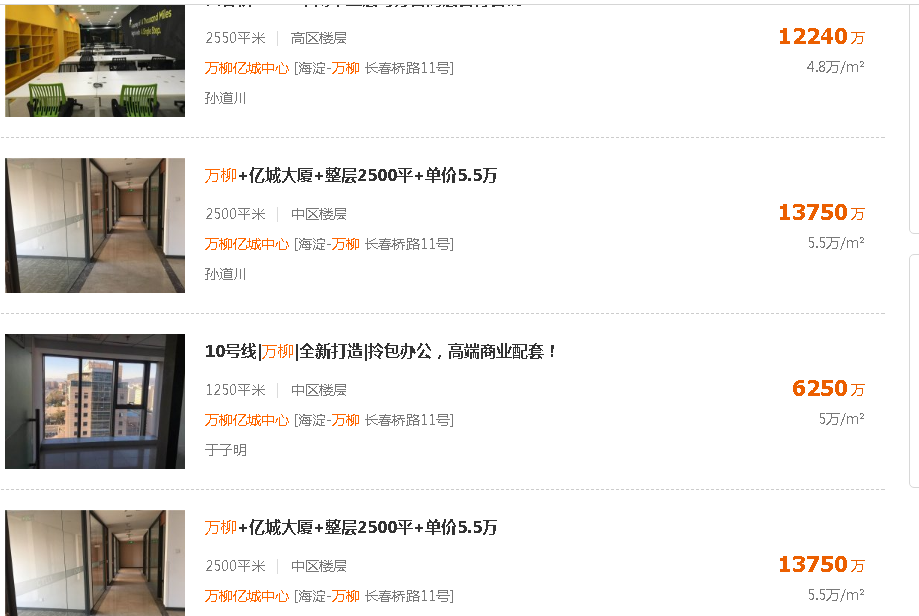 A Thousand Miles
A Single Step.
2550平米 | 高区楼层
12240万
万柳亿城中心 [海淀-万柳 长春桥路11号]
4.8万/m²
孙道川
万柳+亿城大厦+整层2500平+单价5.5万
2500平米 | 中区楼层
13750万
万柳亿城中心 [海淀-万柳 长春桥路11号]
5.5万/m²
孙道川
10号线|万柳|全新打造|拎包办公，高端商业配套！
1250平米 | 中区楼层
6250万
万柳亿城中心 [海淀-万柳 长春桥路11号]
5万/m²
于子明
万柳+亿城大厦+整层2500平+单价5.5万
2500平米 | 中区楼层
13750万
万柳亿城中心 [海淀-万柳 长春桥路11号]
5.5万/m²